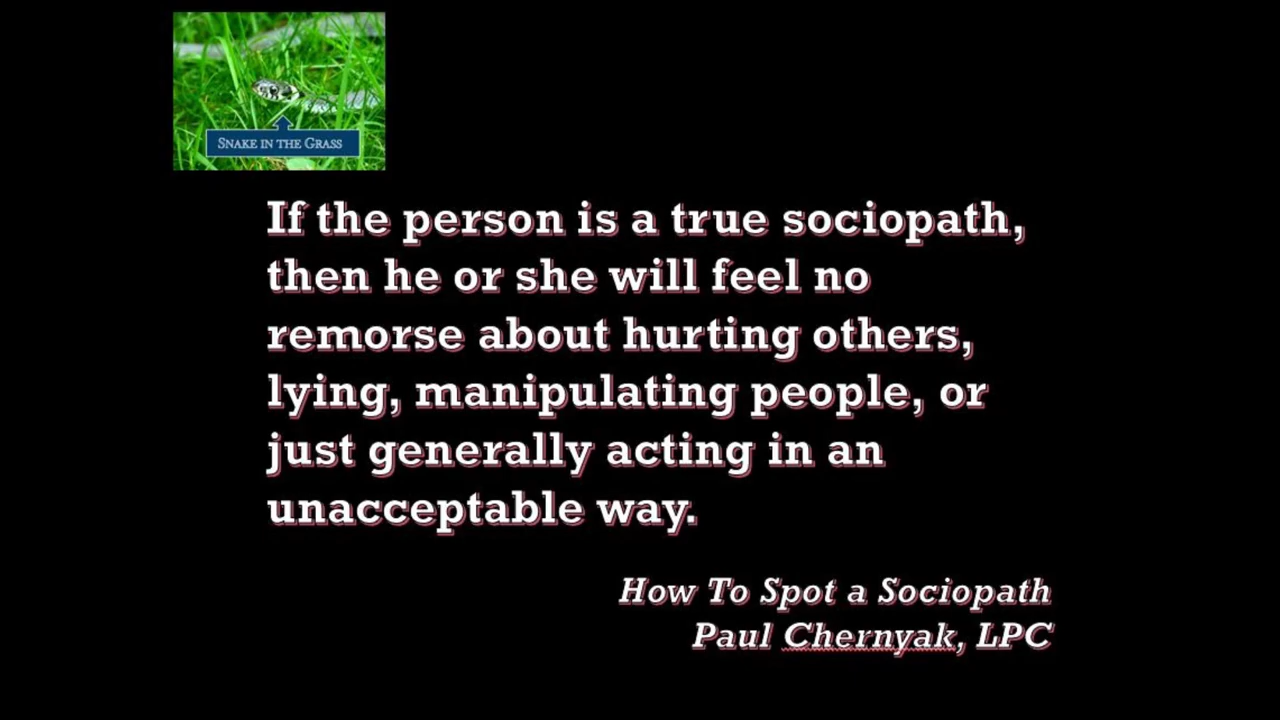 SNAKE IN THE GRASS
If the person is a true sociopath,
then he or she will feel no
remorse about hurting others,
lying, manipulating people, or
just generally acting in an
unacceptable way.
How To Spot a Sociopath
Paul Chernyak, LPC